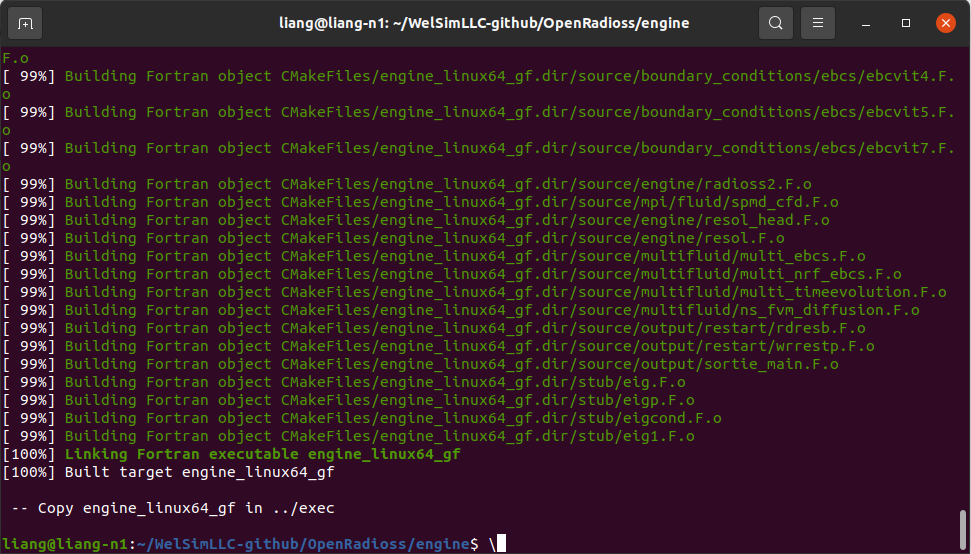 liang@liang-n1: ~/WelSimLLC-github/OpenRadioss/engine
F.o
[ 99%] Building Fortran object CMakeFiles/engine_linux64_gf.dir/source/boundary_conditions/ebcs/ebcvit4.F.
o
[ 99%] Building Fortran object CMakeFiles/engine_linux64_gf.dir/source/boundary_conditions/ebcs/ebcvit5.F.
o
[ 99%] Building Fortran object CMakeFiles/engine_linux64_gf.dir/source/boundary_conditions/ebcs/ebcvit7.F.
o
[ 99%] Building Fortran object CMakeFiles/engine_linux64_gf.dir/source/engine/radioss2.F.o
[ 99%] Building Fortran object CMakeFiles/engine_linux64_gf.dir/source/mpi/fluid/spmd_cfd.F.o
[ 99%] Building Fortran object CMakeFiles/engine_linux64_gf.dir/source/engine/resol_head.F.o
[ 99%] Building Fortran object CMakeFiles/engine_linux64_gf.dir/source/engine/resol.F.o
[ 99%] Building Fortran object CMakeFiles/engine_linux64_gf.dir/source/multifluid/multi_ebcs.F.o
[ 99%] Building Fortran object CMakeFiles/engine_linux64_gf.dir/source/multifluid/multi_nrf_ebcs.F.o
[ 99%] Building Fortran object CMakeFiles/engine_linux64_gf.dir/source/multifluid/multi_timeevolution.F.o
[ 99%] Building Fortran object CMakeFiles/engine_linux64_gf.dir/source/multifluid/ns_fvm_diffusion.F.o
[ 99%] Building Fortran object CMakeFiles/engine_linux64_gf.dir/source/output/restart/rdresb.F.o
[ 99%] Building Fortran object CMakeFiles/engine_linux64_gf.dir/source/output/restart/wrrestp.F.o
[ 99%] Building Fortran object CMakeFiles/engine_linux64_gf.dir/source/output/sortie_main.F.o
[ 99%] Building Fortran object CMakeFiles/engine_linux64_gf.dir/stub/eig.F.o
[ 99%] Building Fortran object CMakeFiles/engine_linux64_gf.dir/stub/eigp.F.o
[ 99%] Building Fortran object CMakeFiles/engine_linux64_gf.dir/stub/eigcond.F.o
[ 99%] Building Fortran object CMakeFiles/engine_linux64_gf.dir/stub/eig1.F.o
[100%] Linking Fortran executable engine_linux64_gf
[100%] Built target engine_linux64_gf
-- Copy engine_linux64_gf in ../exec
liang@liang-n1:~/WelSimLLC-github/OpenRadioss/engine$ \